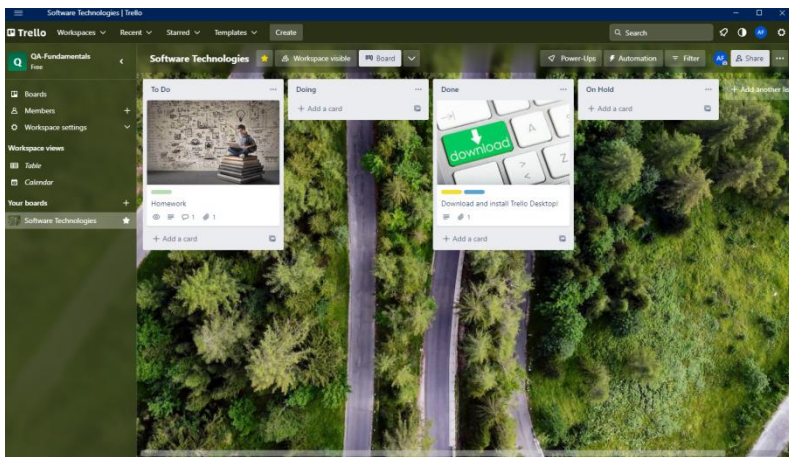 Software Technologies | Trello
Trello Workspaces Recent Starred Templates Create Search AF
Q QA-Fundamentals
Free
Software Technologies Workspace visible Board Power-Ups Automation Filter AF Share
Boards
Members
Workspace settings
Workspace views
Table
Calendar
Your boards
Software Technologies
To Do
Homework
1 1
+ Add a card
Doing
+ Add a card
Done
download
A
Z
Download and install Trello Desktop!
1
+ Add a card
On Hold
+ Add a card
+ Add another lis